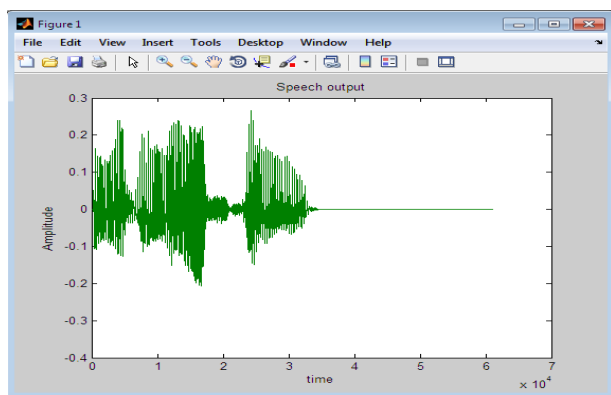 Figure 1
File Edit View Insert Tools Desktop Window Help
Speech output
0.3
0.2
0.1
0
-0.1
-0.2
-0.3
-0.4
Amplitude
0 1 2 3 4 5 6 7
time
x 10^4